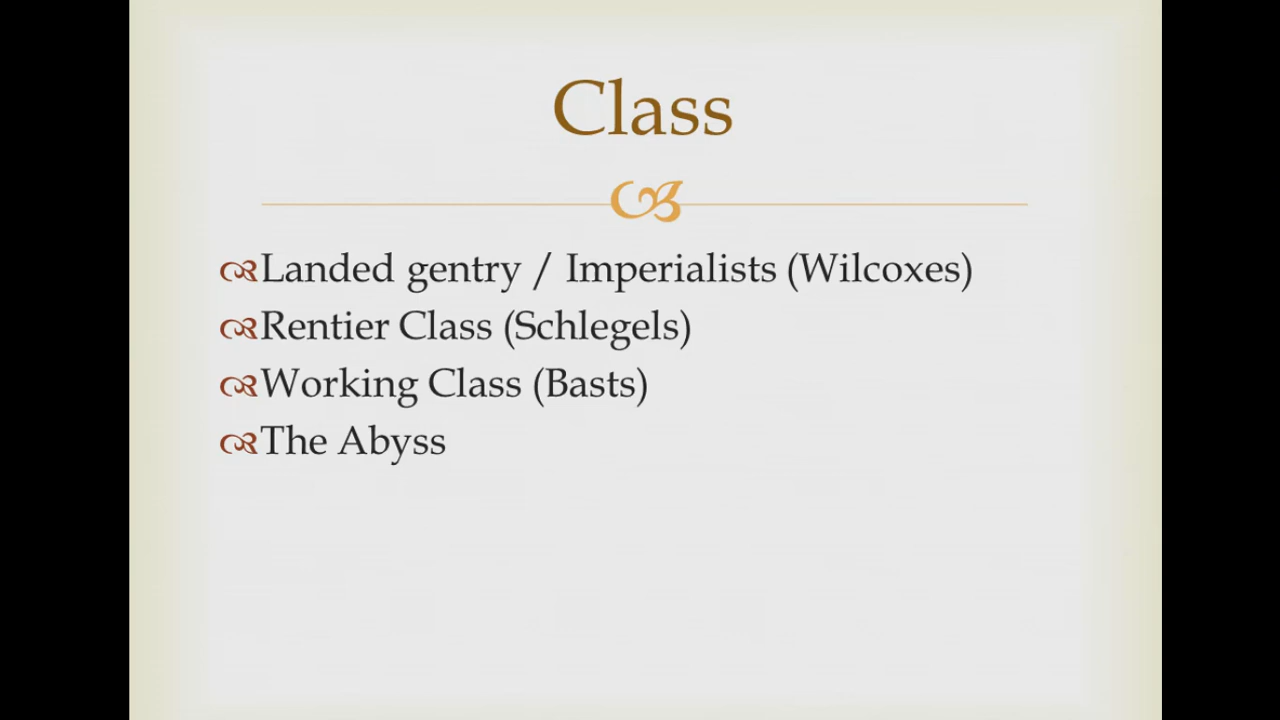 Class
Landed gentry / Imperialists (Wilcoxes)
Rentier Class (Schlegels)
Working Class (Basts)
The Abyss